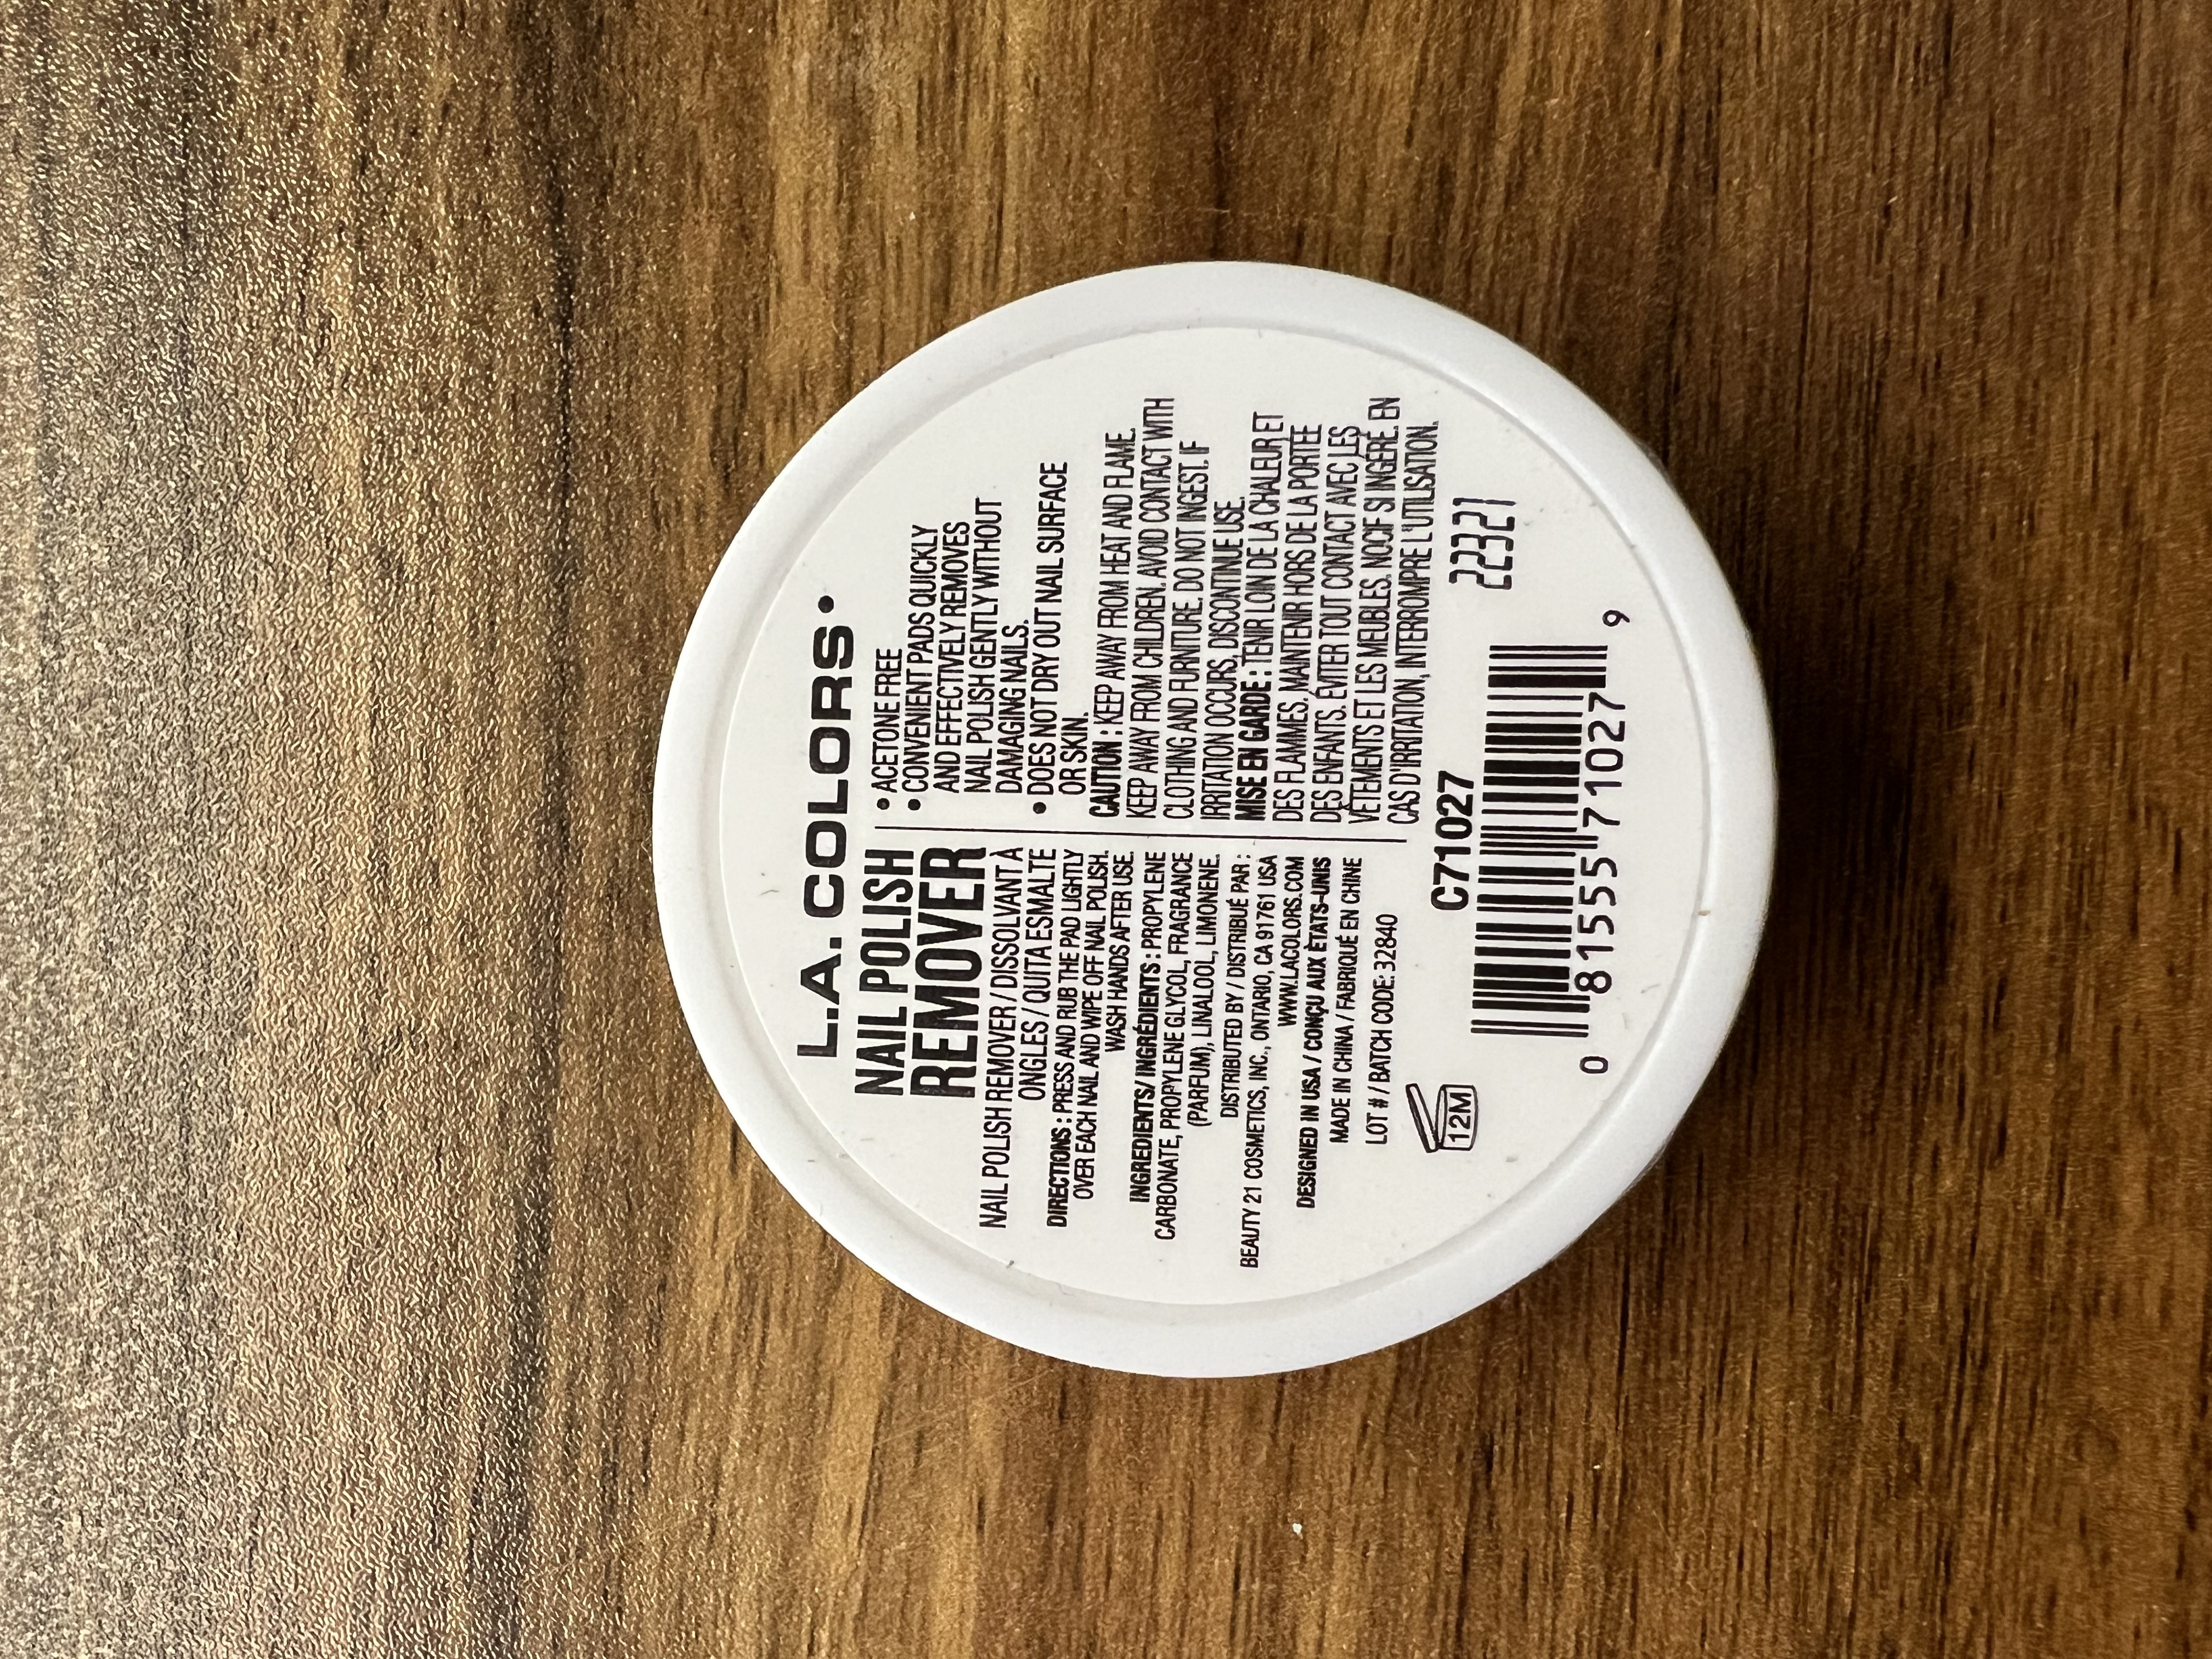 L.A. COLORS®
NAIL POLISH
REMOVER
NAIL POLISH REMOVER / DISSOLVANT À
ONGLES / QUITA ESMALTE
DIRECTIONS : PRESS AND RUB THE PAD LIGHTLY
OVER EACH NAIL AND WIPE OFF NAIL POLISH.
WASH HANDS AFTER USE.
INGREDIENTS/ INGRÉDIENTS : PROPYLENE
CARBONATE, PROPYLENE GLYCOL, FRAGRANCE
(PARFUM), LINALOOL, LIMONENE.
DISTRIBUTED BY / DISTRIBUÉ PAR :
BEAUTY 21 COSMETICS, INC., ONTARIO, CA 91761 USA
WWW.LACOLORS.COM
DESIGNED IN USA / CONÇU AUX ÈTATS-UNIS
MADE IN CHINA / FABRIQUÉ EN CHINE
LOT # / BATCH CODE: 32840
12M
• ACETONE FREE
• CONVENIENT PADS QUICKLY
AND EFFECTIVELY REMOVES
NAIL POLISH GENTLY WITHOUT
DAMAGING NAILS.
• DOES NOT DRY OUT NAIL SURFACE
OR SKIN.
CAUTION : KEEP AWAY FROM HEAT AND FLAME.
KEEP AWAY FROM CHILDREN. AVOID CONTACT WITH
CLOTHING AND FURNITURE. DO NOT INGEST. IF
IRRITATION OCCURS, DISCONTINUE USE.
MISE EN GARDE : TENIR LOIN DE LA CHALEUR ET
DES FLAMMES. MAINTENIR HORS DE LA PORTÉE
DES ENFANTS. ÉVITER TOUT CONTACT AVEC LES
VÊTEMENTS ET LES MEUBLES. NOCIF SI INGÉRÉ. EN
CAS D'IRRITATION, INTERROMPRE L'UTILISATION.
22321
C71027
0 81555 71027 9